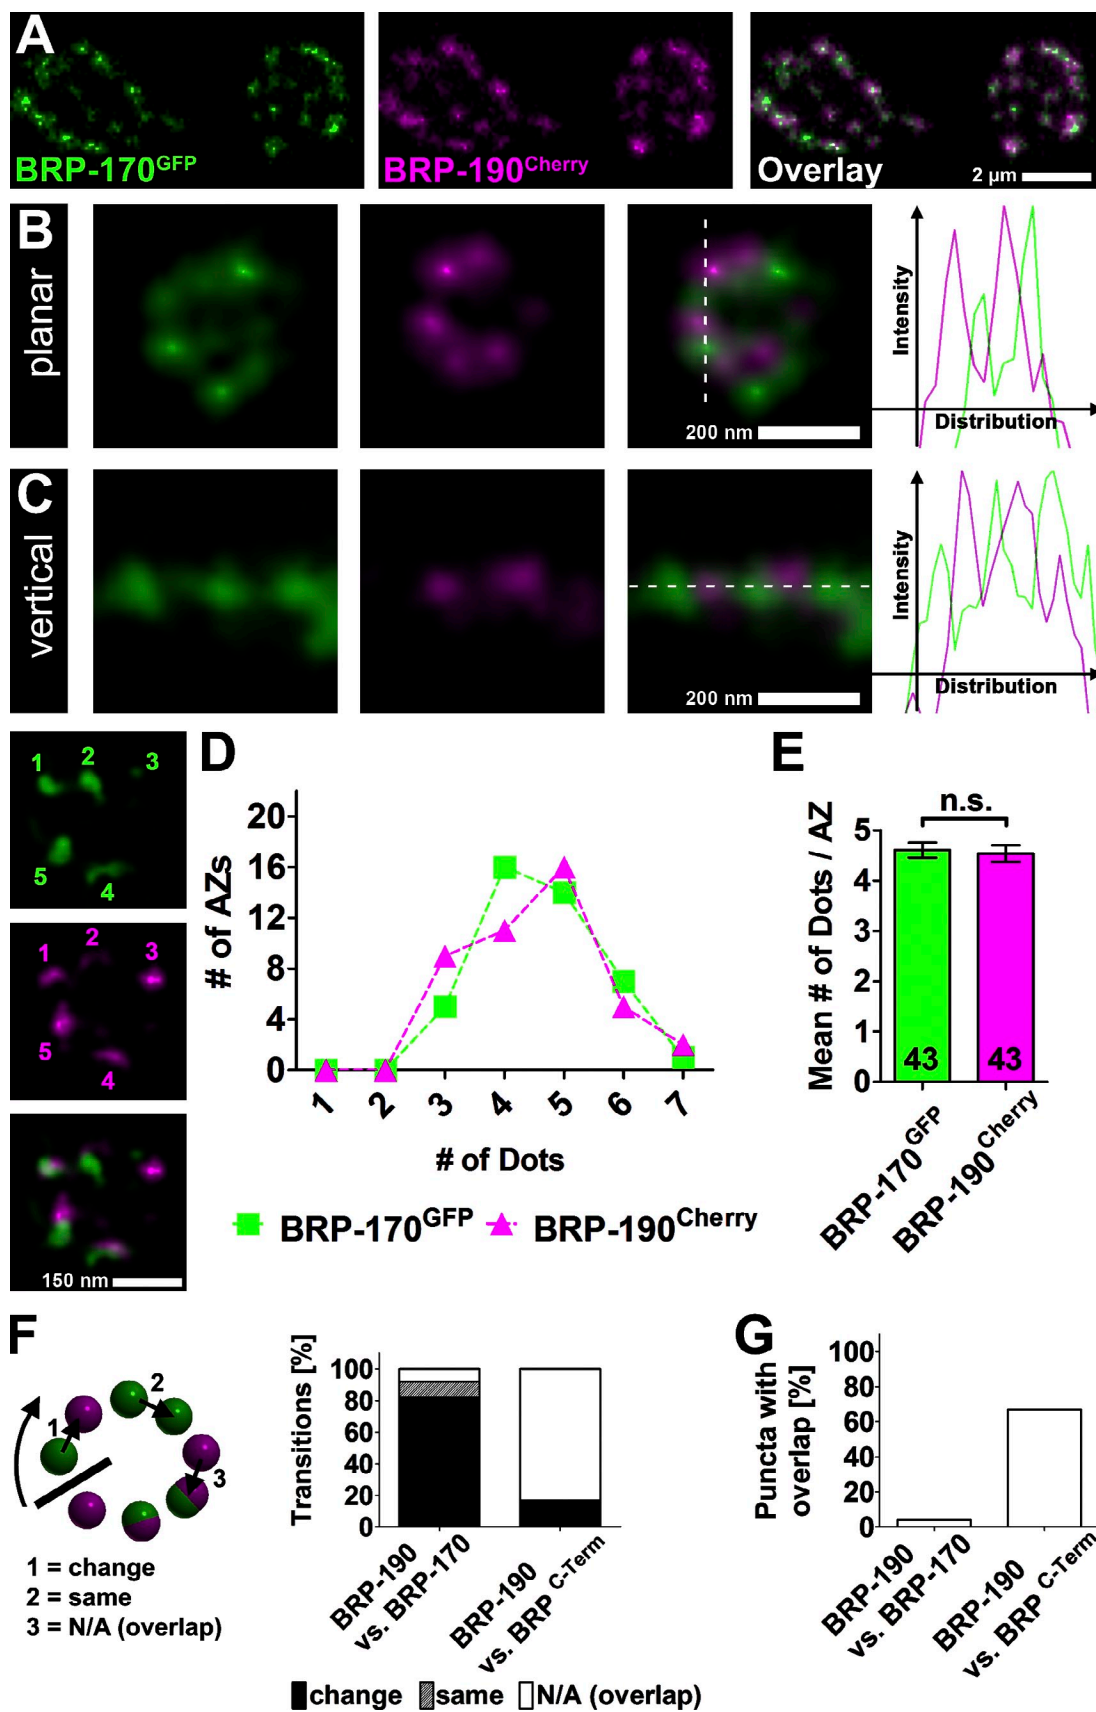 A
BRP-170GFP
BRP-190Cherry
Overlay
2 μm
B
planar
200 nm
Intensity
Distribution
C
vertical
200 nm
Intensity
Distribution
1 2 3
5
4
1 2 3
5
4
150 nm
D
# of AZs
20
16
12
8
4
0
1 2 3 4 5 6 7
# of Dots
BRP-170GFP BRP-190Cherry
E
n.s.
Mean # of Dots / AZ
5
4
3
2
1
0
43 43
BRP-170GFP
BRP-190Cherry
F
1
2
3
1 = change
2 = same
3 = N/A (overlap)
Transitions [%]
100
80
60
40
20
0
BRP-190
vs. BRP-170
BRP-190
vs. BRP C-Term
change same N/A (overlap)
G
Puncta with
overlap [%]
100
80
60
40
20
0
BRP-190
vs. BRP-170
BRP-190
vs. BRP C-Term